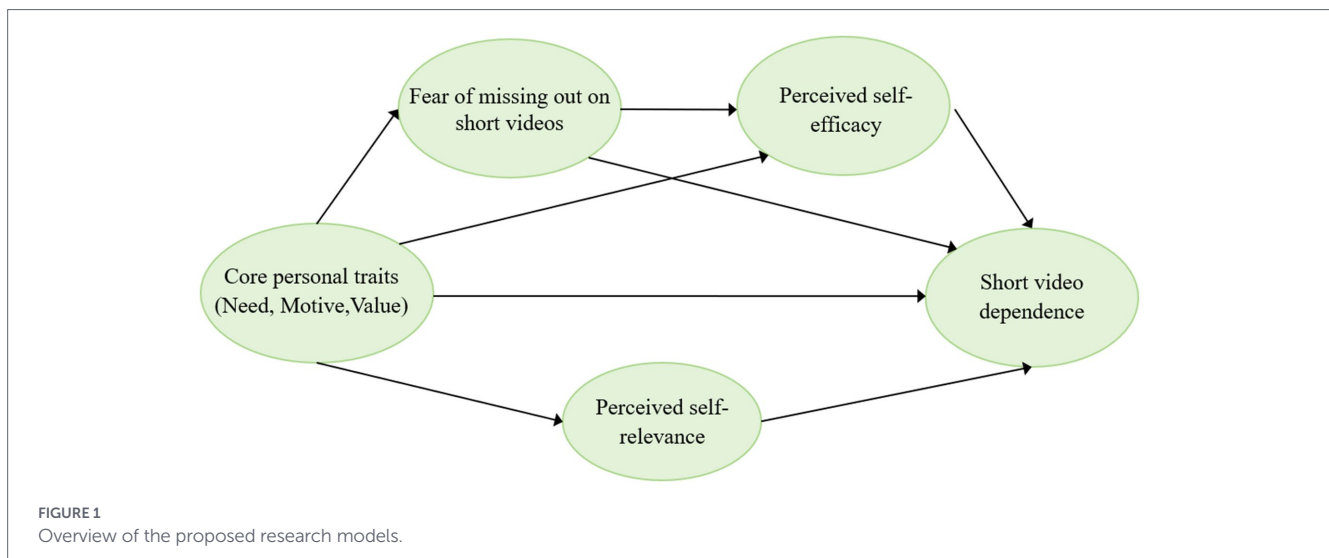 Fear of missing out on
short videos
Perceived self-
efficacy
Core personal traits
(Need, Motive,Value)
Short video
dependence
Perceived self-
relevance
FIGURE 1
Overview of the proposed research models.